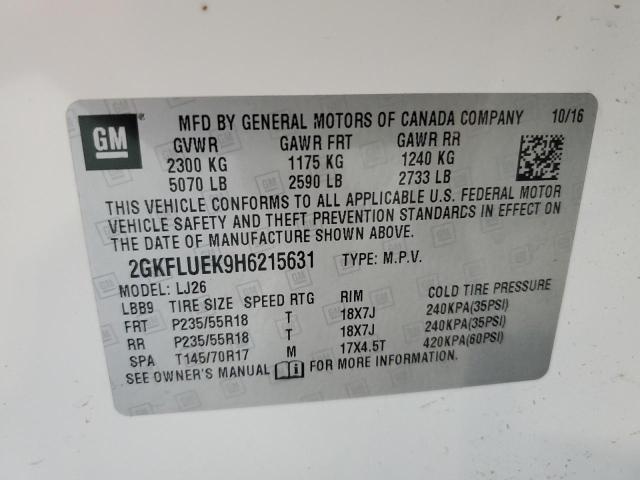 GM
MFD BY GENERAL MOTORS OF CANADA COMPANY 10/16
GVWR GAWR FRT GAWR RR
2300 KG 1175 KG 1240 KG
5070 LB 2590 LB 2733 LB
THIS VEHICLE CONFORMS TO ALL APPLICABLE U.S. FEDERAL MOTOR
VEHICLE SAFETY AND THEFT PREVENTION STANDARDS IN EFFECT ON
THE DATE OF MANUFACTURE SHOWN ABOVE.
2GKFLUEK9H6215631 TYPE: M.P.V.
MODEL: LJ26
LBB9 TIRE SIZE SPEED RTG RIM COLD TIRE PRESSURE
FRT P235/55R18 T 18X7J 240KPA(35PSI)
RR P235/55R18 T 18X7J 240KPA(35PSI)
SPA T145/70R17 M 17X4.5T 420KPA(60PSI)
SEE OWNER'S MANUAL FOR MORE INFORMATION.